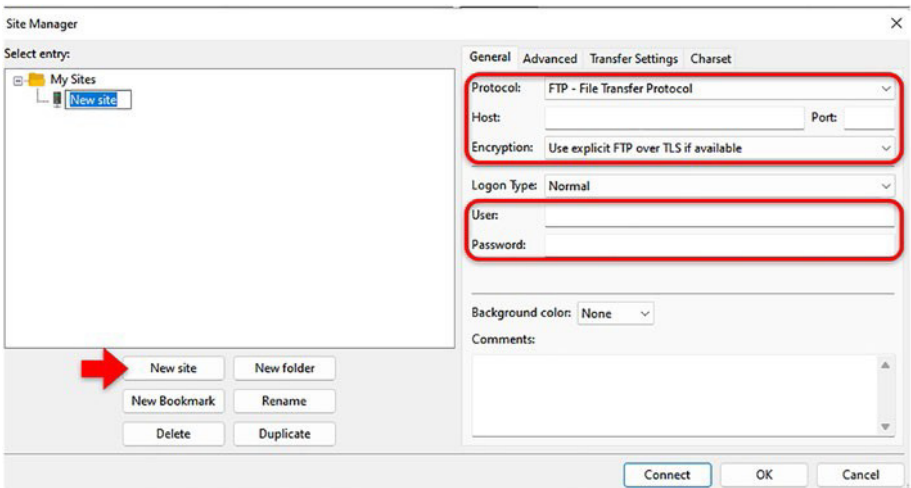 Site Manager
Select entry:
My Sites
New site
New site
New folder
New Bookmark
Rename
Delete
Duplicate
General Advanced Transfer Settings Charset
Protocol: FTP - File Transfer Protocol
Host: Port:
Encryption: Use explicit FTP over TLS if available
Logon Type: Normal
User:
Password:
Background color: None
Comments:
Connect OK Cancel